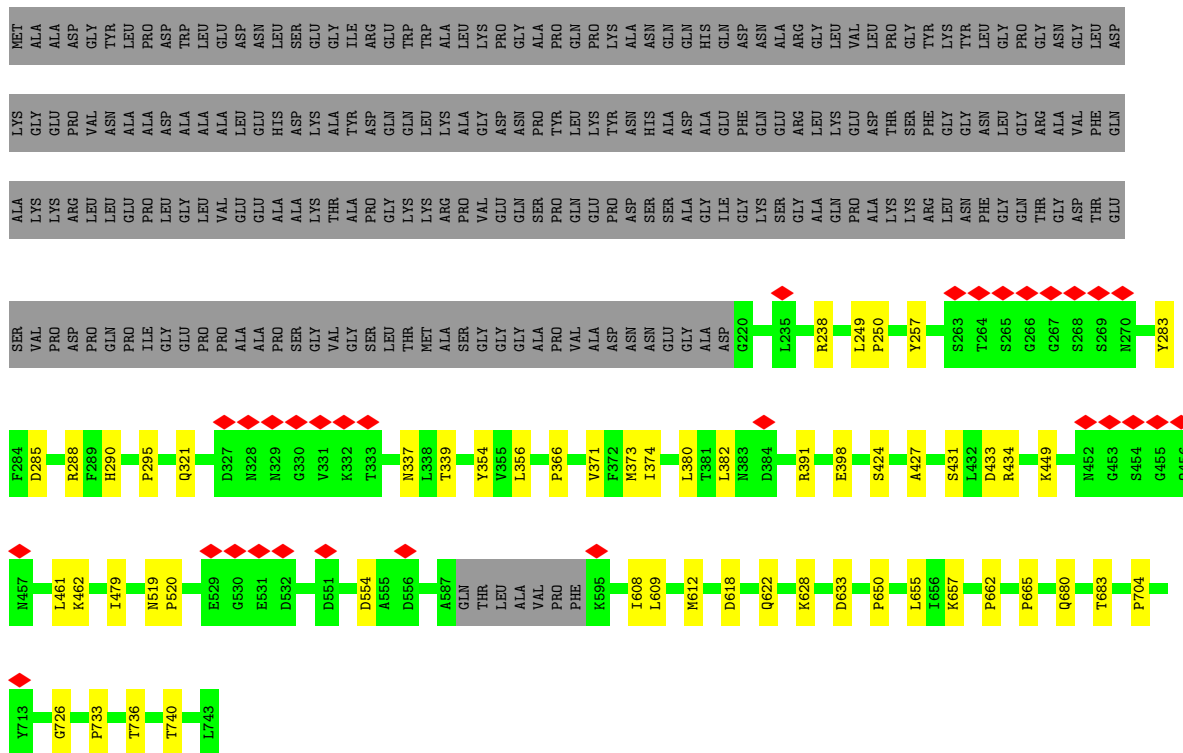 MET ALA ALA ASP GLY TYR LEU PRO ASP TRP LEU GLU ASP ASN LEU SER GLU GLY ILE ARG GLU TRP TRP ALA LEU LYS PRO GLY ALA PRO GLN PRO LYS ALA ASN GLN GLN HIS GLN ASP ASN ALA ARG GLY LEU VAL LEU PRO GLY TYR LYS TYR LEU GLY PRO GLY ASN GLY LEU ASP
LYS GLY GLU PRO VAL ASN ALA ALA ASP ALA ALA ALA LEU GLU HIS ASP LYS ALA TYR ASP GLN GLN LEU LYS ALA GLY ASP ASN PRO TYR LEU LYS TYR ASN HIS ALA ASP ALA GLU PHE GLN GLU ARG LEU LYS GLU ASP THR SER PHE GLY GLY ASN LEU GLY ARG ALA VAL PHE GLN
ALA LYS LYS ARG LEU LEU GLU PRO LEU GLY LEU VAL GLU GLU ALA ALA LYS THR ALA PRO GLY LYS LYS ARG PRO VAL GLU GLN SER PRO GLN GLU PRO ASP SER SER ALA GLY ILE GLY LYS SER GLY ALA GLN PRO ALA LYS LYS ARG LEU ASN PHE GLY GLN THR GLY ASP THR GLU
SER VAL PRO ASP PRO GLN PRO ILE GLY GLU PRO PRO ALA ALA PRO SER GLY VAL GLY SER LEU THR MET ALA SER GLY GLY GLY ALA PRO VAL ALA ASP ASN ASN GLU GLY ALA ASP G220 L235 R238 L249 P250 Y257 S263 T264 S265 G266 G267 S268 S269 N270 Y283
F284 D285 R288 F289 H290 P295 Q321 D327 N328 N329 G330 V331 K332 T333 N337 L338 T339 Y354 V355 L356 P366 V371 F372 M373 I374 L380 T381 L382 N383 D384 R391 E398 S424 A427 S431 L432 D433 R434 K449 N452 G453 S454 G455
N457 L461 K462 I479 N519 P520 E529 G530 E531 D532 D551 D554 A555 D556 A587 GLN THR LEU ALA VAL PRO PHE K595 I608 L609 M612 D618 Q622 K628 D633 P650 L655 I656 K657 P662 P665 Q680 T683 P704
Y713 G726 P733 T736 T740 L743